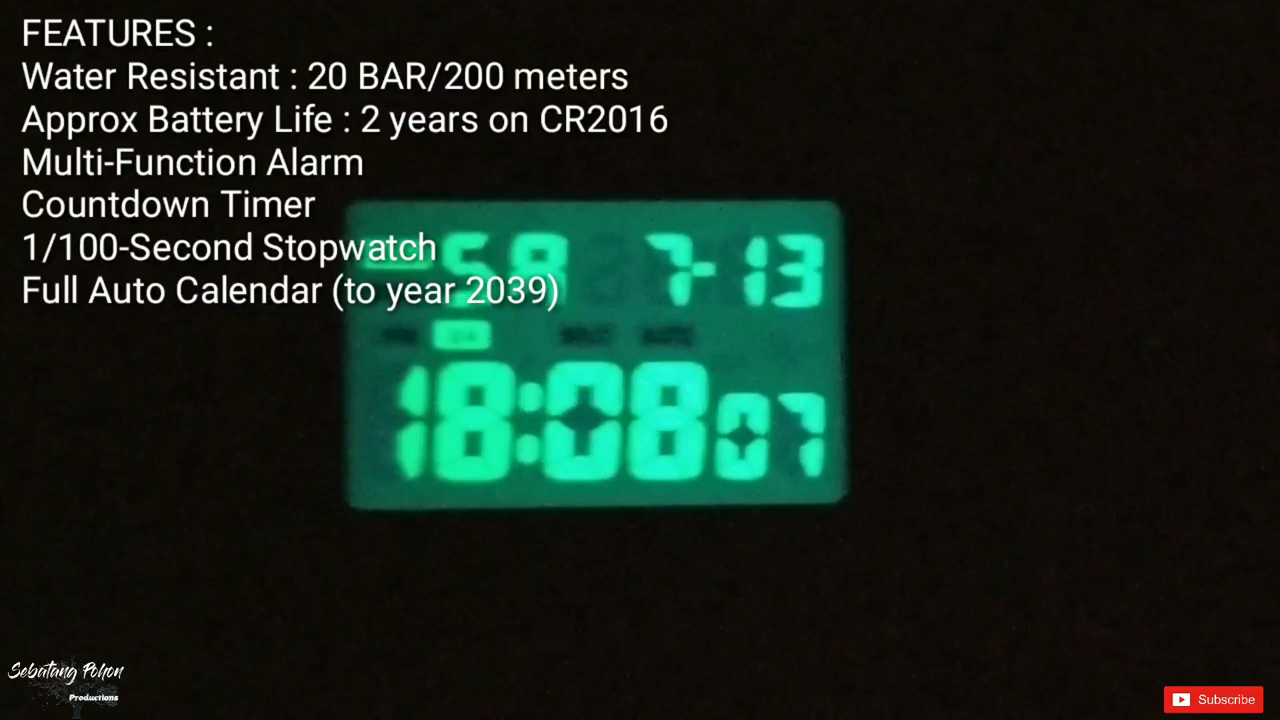 FEATURES :
Water Resistant : 20 BAR/200 meters
Approx Battery Life : 2 years on CR2016
Multi-Function Alarm
Countdown Timer
1/100-Second Stopwatch
Full Auto Calendar (to year 2039)
7-13
18:08 07
Sebatang Pohon
Productions
Subscribe